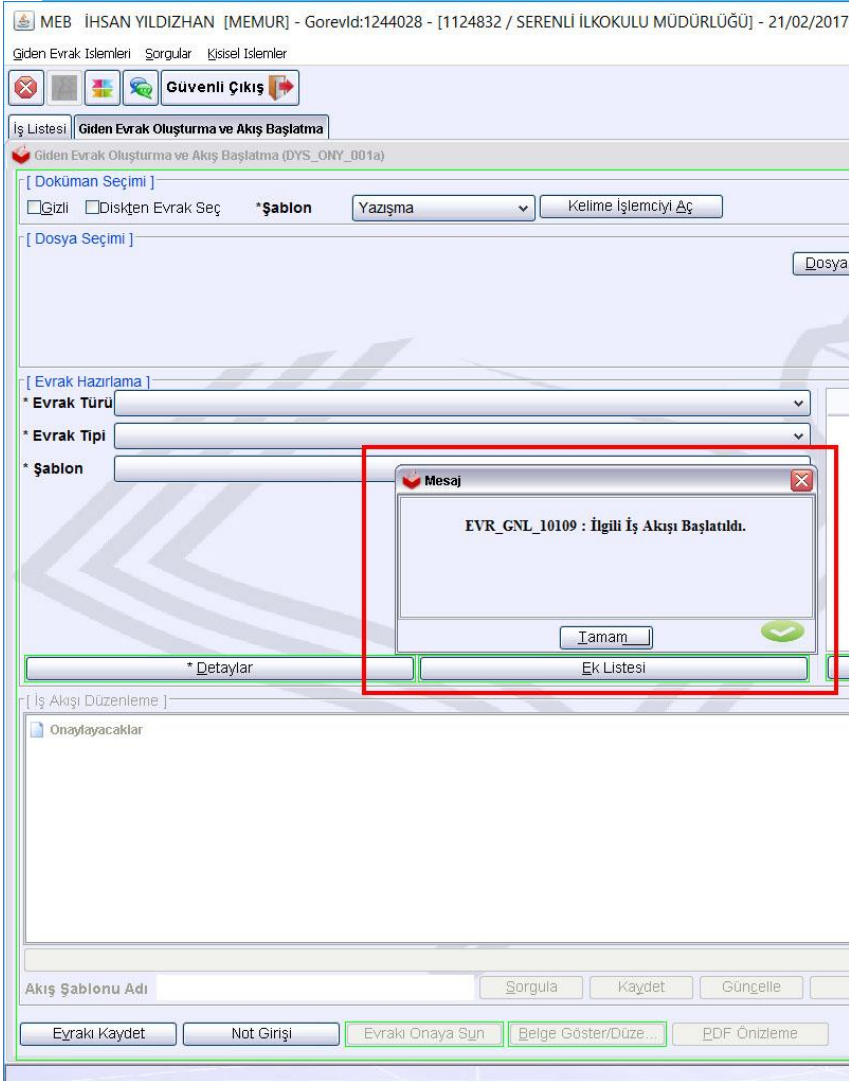 MEB İHSAN YILDIZHAN [MEMUR] - GorevId:1244028 - [1124832 / SERENLİ İLKOKULU MÜDÜRLÜĞÜ] - 21/02/2017
Giden Evrak Islemleri Sorgular Kisisel Islemler
Güvenli Çıkış
İş Listesi Giden Evrak Oluşturma ve Akış Başlatma
Giden Evrak Oluşturma ve Akış Başlatma (DYS_ONY_001a)
[ Doküman Seçimi ]
Gizli Diskten Evrak Seç *Şablon Yazışma Kelime İşlemciyi Aç
[ Dosya Seçimi ]
Dosya
[ Evrak Hazırlama ]
* Evrak Türü
* Evrak Tipi
* Şablon
Mesaj
EVR_GNL_10109 : İlgili İş Akışı Başlatıldı.
Tamam
* Detaylar Ek Listesi
[ İş Akışı Düzenleme ]
Onaylayacaklar
Akış Şablonu Adı Sorgula Kaydet Güncelle
Evrakı Kaydet Not Girişi Evrakı Onaya Sun Belge Göster/Düze... PDF Önizleme